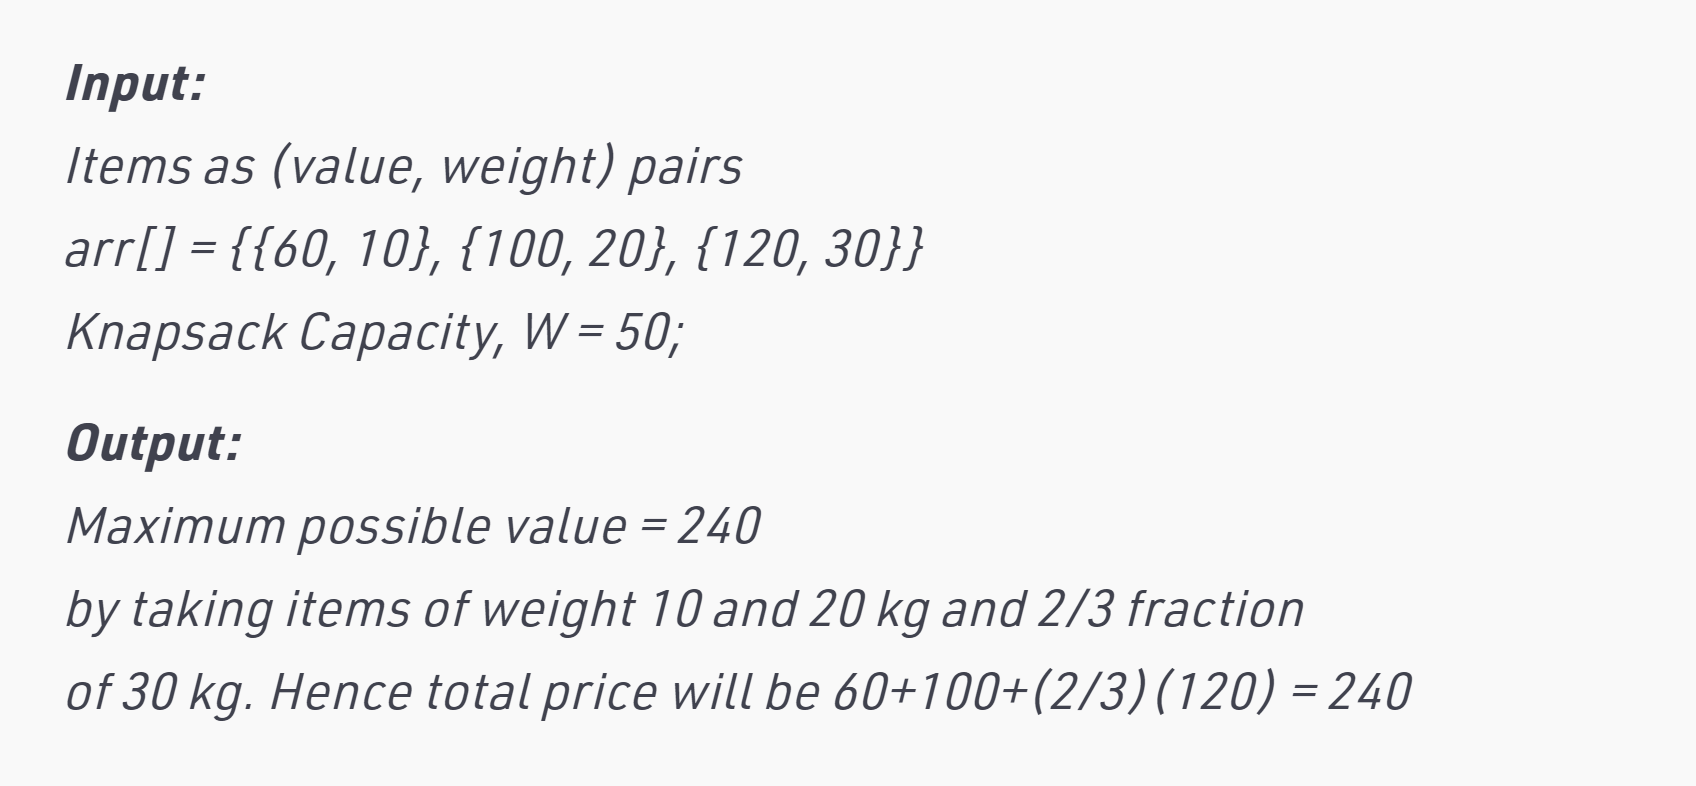 Input:
Items as (value, weight) pairs
arr[] = {{60, 10}, {100, 20}, {120, 30}}
Knapsack Capacity, W = 50;
Output:
Maximum possible value = 240
by taking items of weight 10 and 20 kg and 2/3 fraction
of 30 kg. Hence total price will be 60+100+(2/3)(120) = 240